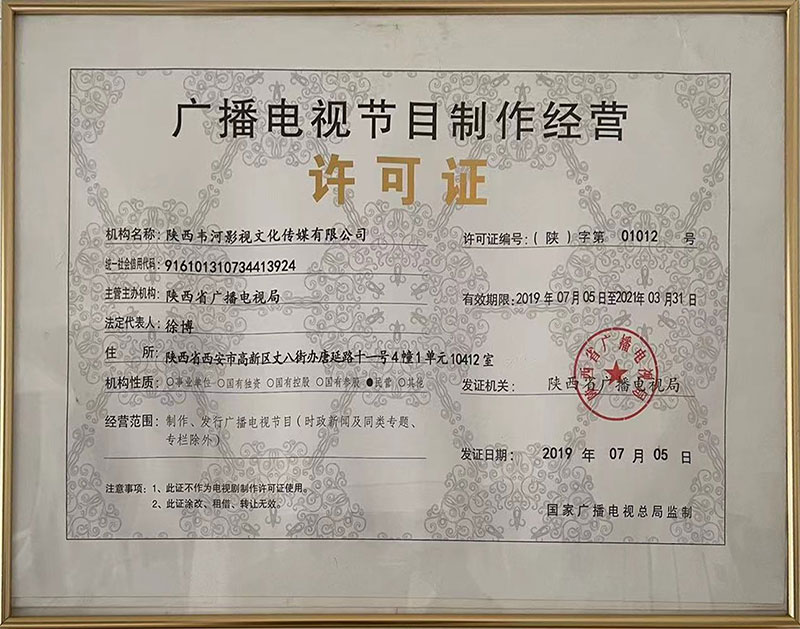 广播电视节目制作经营
许可证
机构名称：陕西韦河影视文化传媒有限公司
统一社会信用代码：916101310734413924
主管主办机构：陕西省广播电视局
法定代表人：徐博
住 所：陕西省西安市高新区丈八街办唐延路十一号4幢1单元10412室
机构性质：○事业单位 ○国有独资 ○国有控股 ○国有参股 ●民营 ○其他
经营范围：制作、发行广播电视节目（时政新闻及同类专题、
专栏除外）
注意事项：1、此证不作为电视剧制作许可证使用。
2、此证涂改、租借、转让无效。
许可证编号：（陕）字第 01012 号
有效期限：2019 年 07 月 05 日至2021 年 03 月 31 日
发证机关：陕西省广播电视局
陕西省广播电视局
发证日期：2019 年 07 月 05 日
国家广播电视总局监制